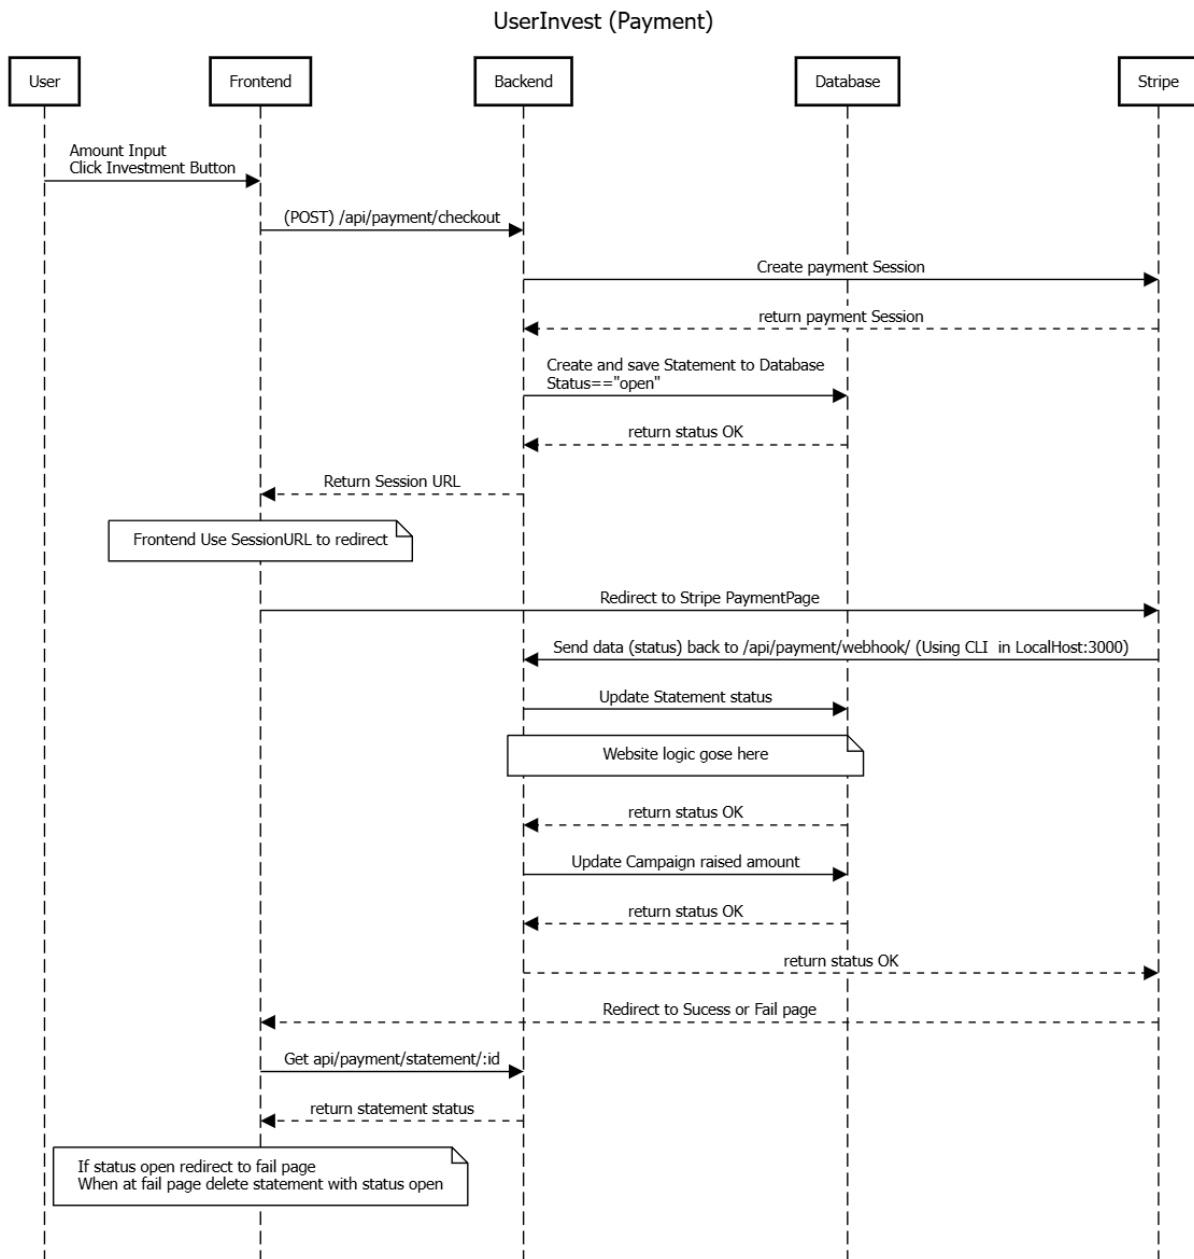 UserInvest (Payment)
User
Frontend
Backend
Database
Stripe
Amount Input
Click Investment Button
(POST) /api/payment/checkout
Create payment Session
return payment Session
Create and save Statement to Database
Status=="open"
return status OK
Return Session URL
Frontend Use SessionURL to redirect
Redirect to Stripe PaymentPage
Send data (status) back to /api/payment/webhook/ (Using CLI  in LocalHost:3000)
Update Statement status
Website logic gose here
return status OK
Update Campaign raised amount
return status OK
return status OK
Redirect to Sucess or Fail page
Get api/payment/statement/:id
return statement status
If status open redirect to fail page
When at fail page delete statement with status open